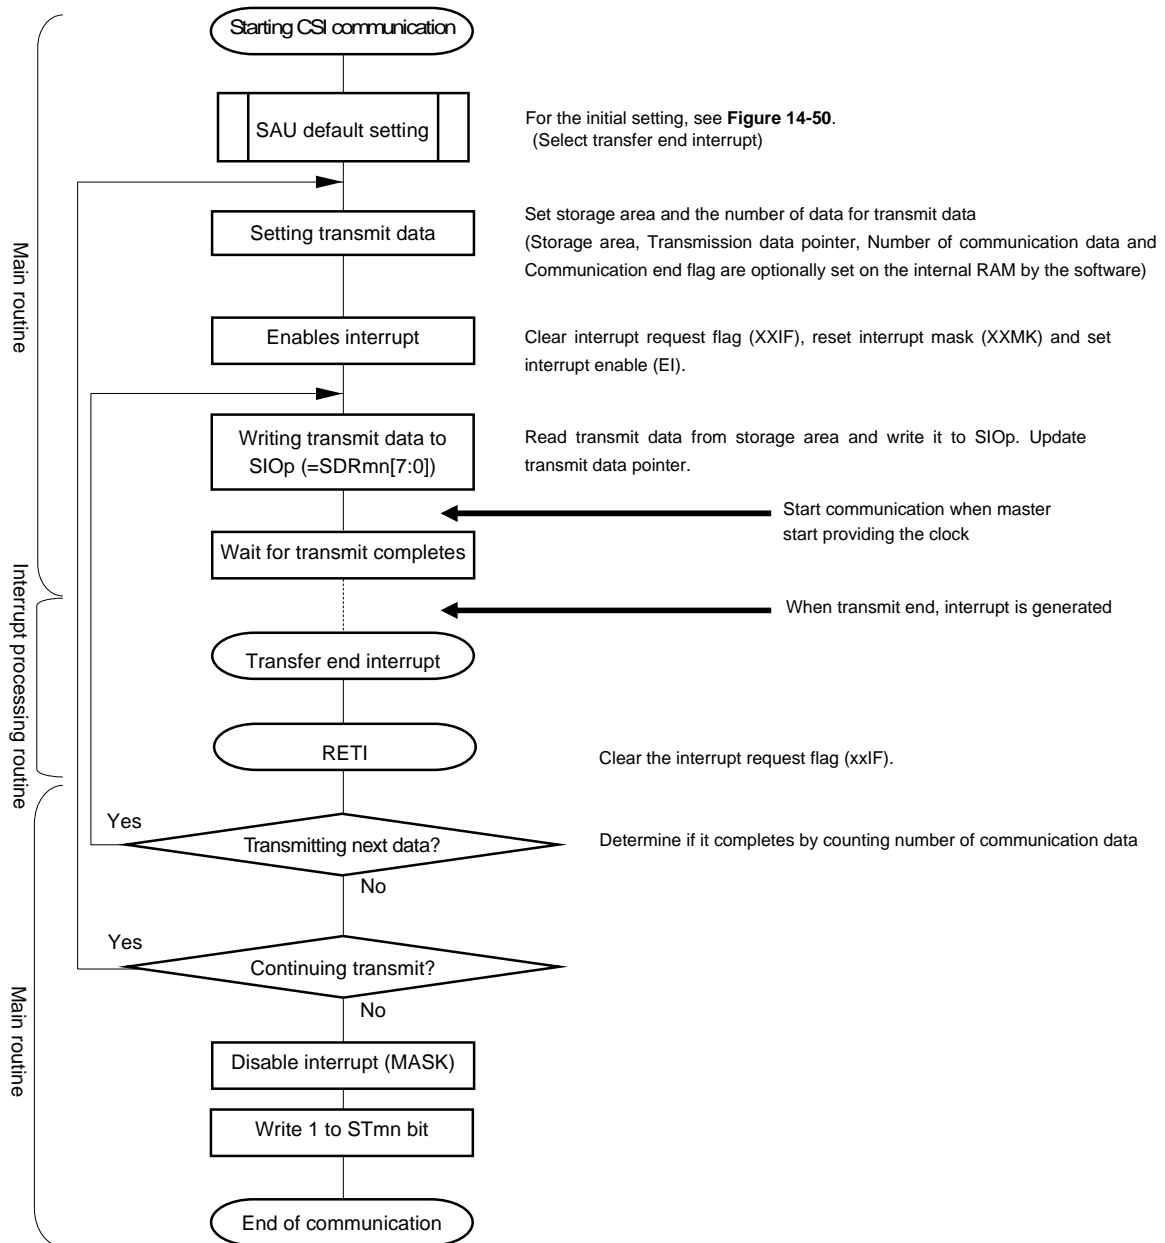 Starting CSI communication
SAU default setting
For the initial setting, see Figure 14-50.
(Select transfer end interrupt)
Main routine
Setting transmit data
Set storage area and the number of data for transmit data
(Storage area, Transmission data pointer, Number of communication data and
Communication end flag are optionally set on the internal RAM by the software)
Enables interrupt
Clear interrupt request flag (XXIF), reset interrupt mask (XXMK) and set
interrupt enable (EI).
Writing transmit data to
SIOp (=SDRmn[7:0])
Read transmit data from storage area and write it to SIOp. Update
transmit data pointer.
Start communication when master
start providing the clock
Wait for transmit completes
Interrupt processing routine
When transmit end, interrupt is generated
Transfer end interrupt
RETI
Clear the interrupt request flag (xxIF).
Yes
Transmitting next data?
Determine if it completes by counting number of communication data
No
Yes
Continuing transmit?
No
Main routine
Disable interrupt (MASK)
Write 1 to STmn bit
End of communication